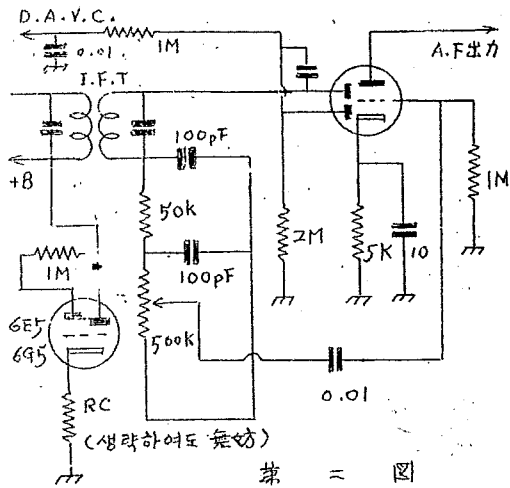 D.A.V.C.
0.01
1M
A.F出力
I.F.T
100pF
+B
50K
1M
2M
5K
10
1M
100pF
6E5
6G5
500K
0.01
RC
(생략하여도 無妨)
第二図